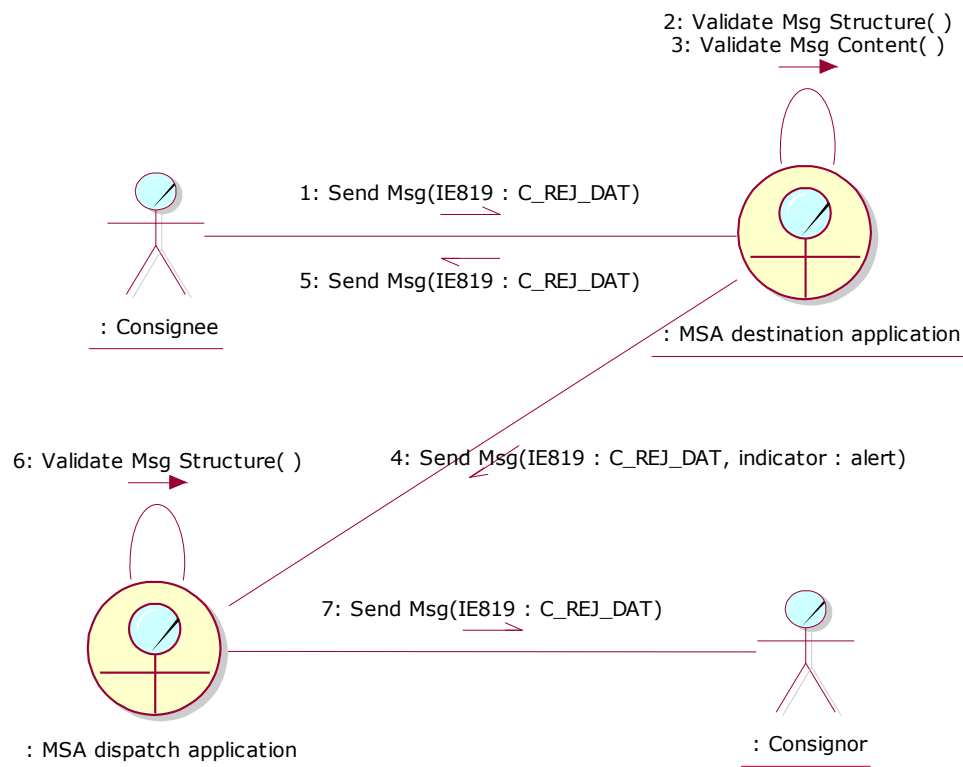 2: Validate Msg Structure( )
3: Validate Msg Content( )
1: Send Msg(IE819 : C_REJ_DAT)
5: Send Msg(IE819 : C_REJ_DAT)
: Consignee
: MSA destination application
6: Validate Msg Structure( )
4: Send Msg(IE819 : C_REJ_DAT, indicator : alert)
7: Send Msg(IE819 : C_REJ_DAT)
: MSA dispatch application
: Consignor